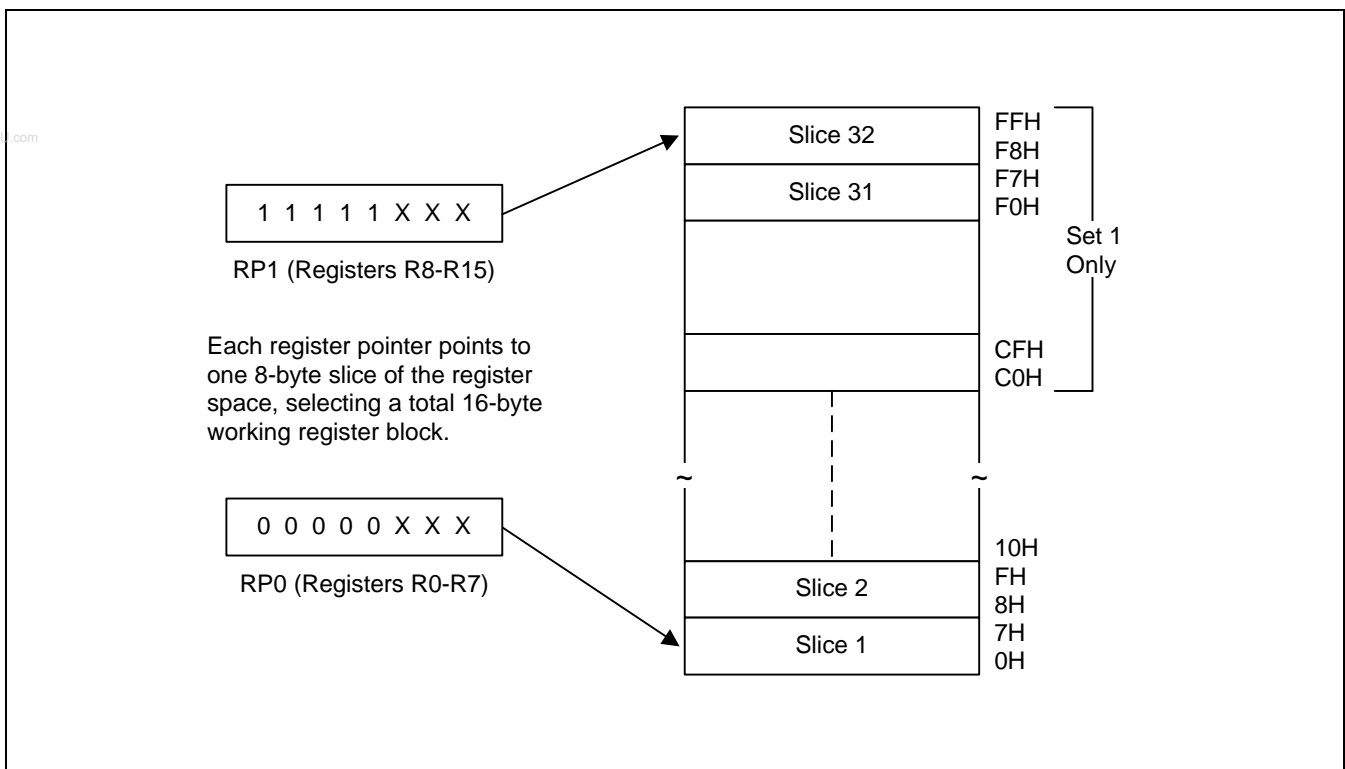 U.com
Slice 32
FFH
F8H
Slice 31
F7H
F0H
1 1 1 1 1 X X X
RP1 (Registers R8-R15)
Set 1
Only
Each register pointer points to
one 8-byte slice of the register
space, selecting a total 16-byte
working register block.
CFH
C0H
~
~
0 0 0 0 0 X X X
RP0 (Registers R0-R7)
10H
Slice 2
FH
8H
Slice 1
7H
0H